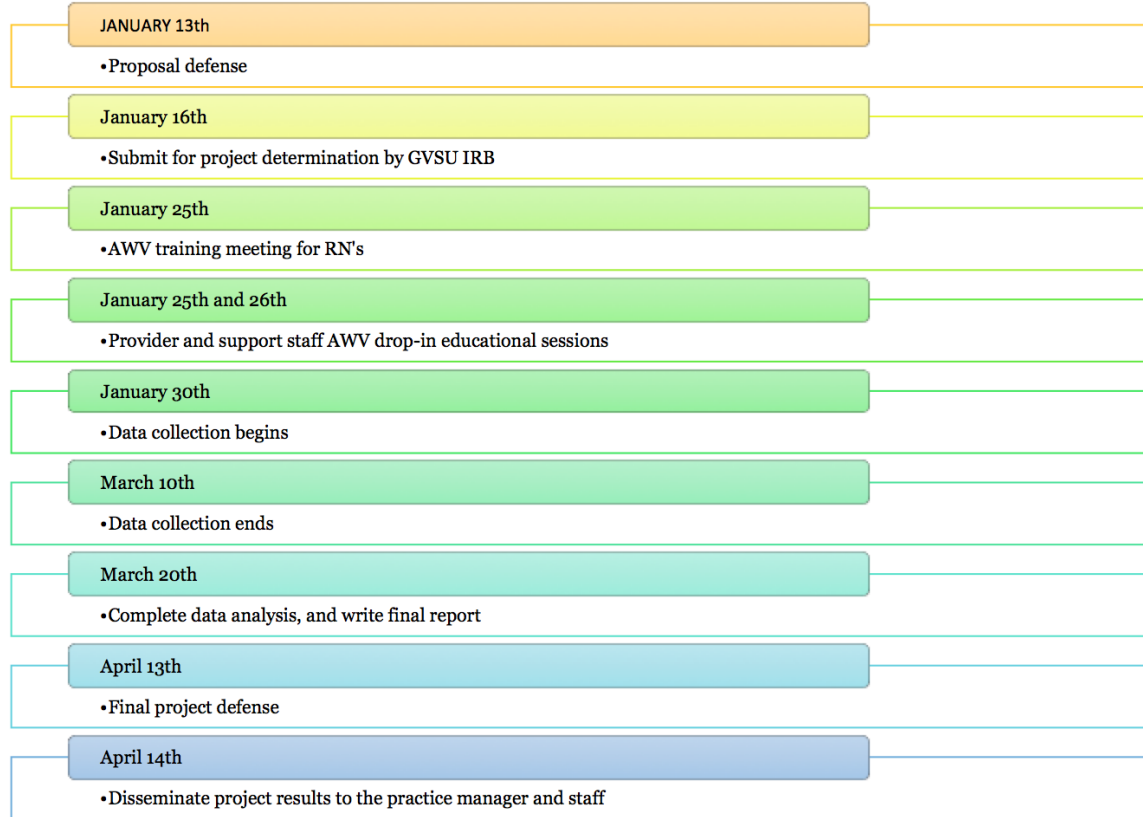 JANUARY 13th
•Proposal defense
January 16th
•Submit for project determination by GVSU IRB
January 25th
•AWV training meeting for RN's
January 25th and 26th
•Provider and support staff AWV drop-in educational sessions
January 30th
•Data collection begins
March 10th
•Data collection ends
March 20th
•Complete data analysis, and write final report
April 13th
•Final project defense
April 14th
•Disseminate project results to the practice manager and staff